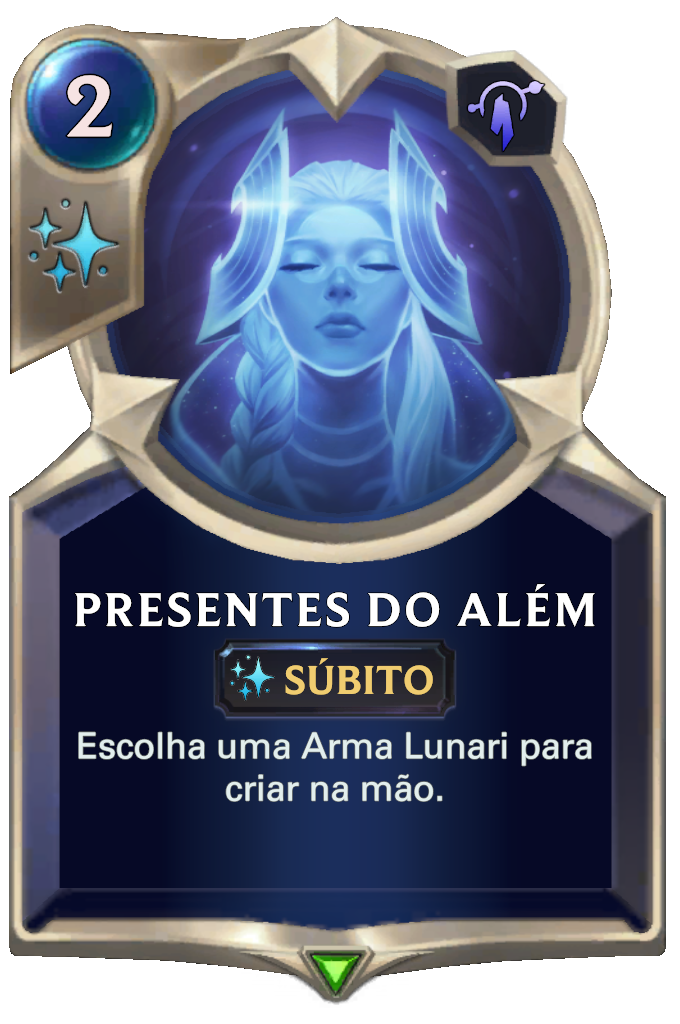 2
PRESENTES DO ALÉM
SÚBITO
Escolha uma Arma Lunari para
criar na mão.